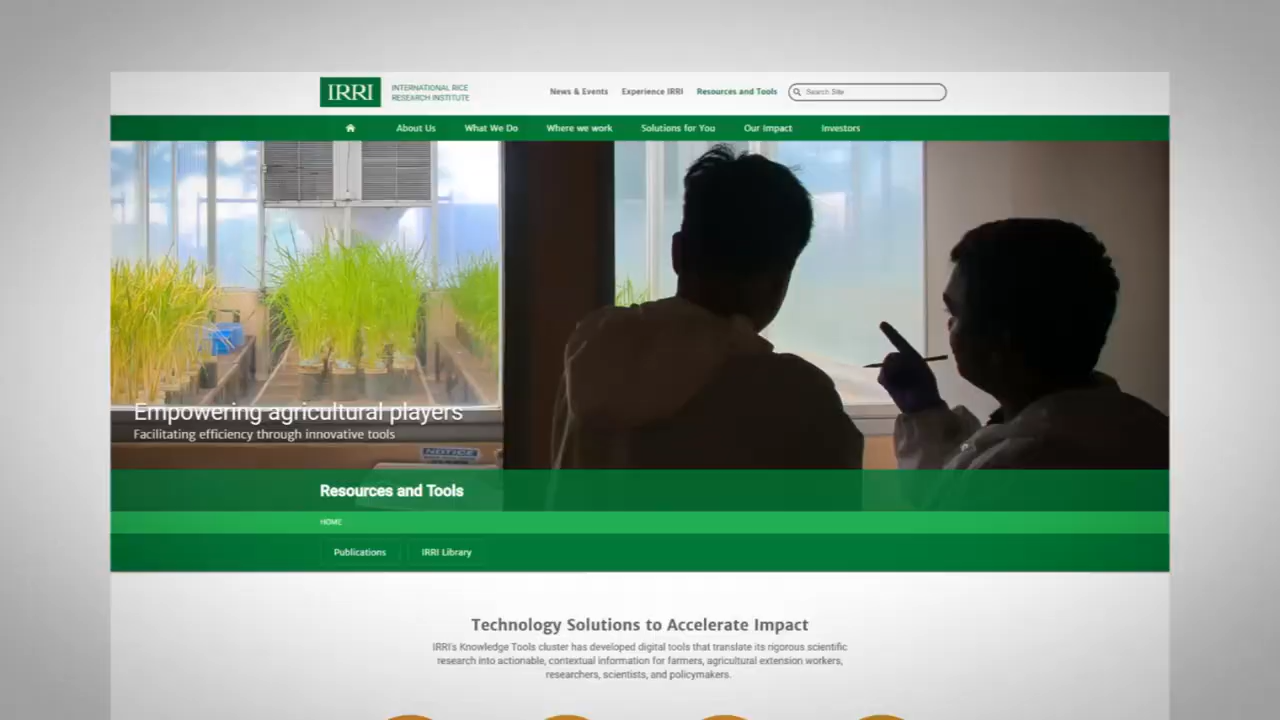 IRRI
INTERNATIONAL RICE
RESEARCH INSTITUTE
News & Events
Experience IRRI
Resources and Tools
Search Site
About Us
What We Do
Where we work
Solutions for You
Our Impact
Investors
Empowering agricultural players
Facilitating efficiency through innovative tools
NOTICE
Resources and Tools
HOME
Publications
IRRI Library
Technology Solutions to Accelerate Impact
IRRI's Knowledge Tools cluster has developed digital tools that translate its rigorous scientific
research into actionable, contextual information for farmers, agricultural extension workers,
researchers, scientists, and policymakers.